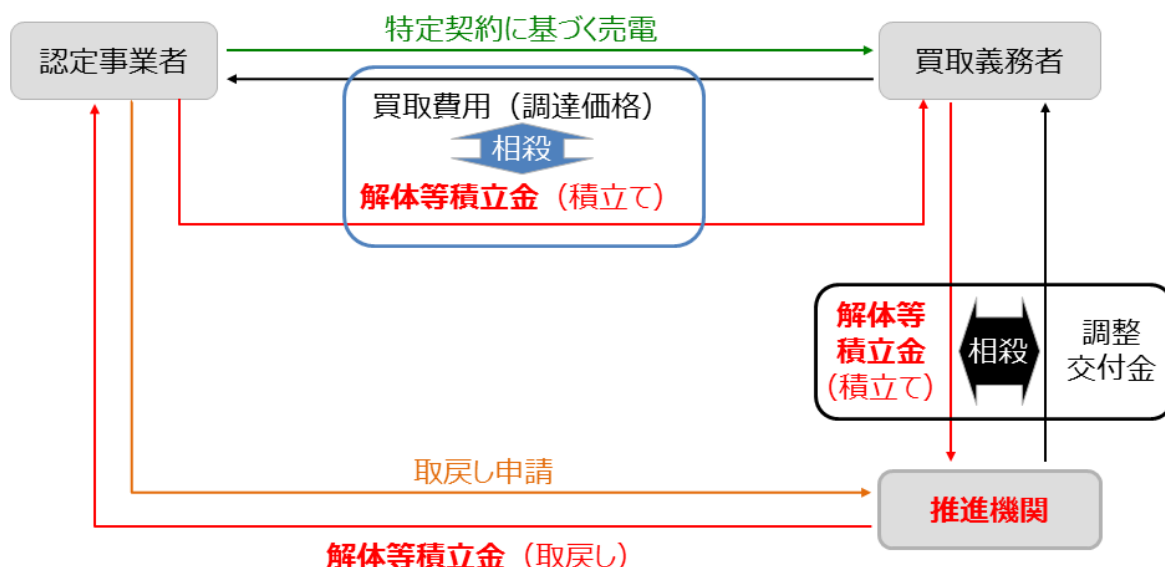 特定契約に基づく売電
認定事業者
買取義務者
買取費用（調達価格）
相殺
解体等積立金（積立て）
解体等
積立金
（積立て）
相殺
調整
交付金
取戻し申請
推進機関
解体等積立金（取戻し）